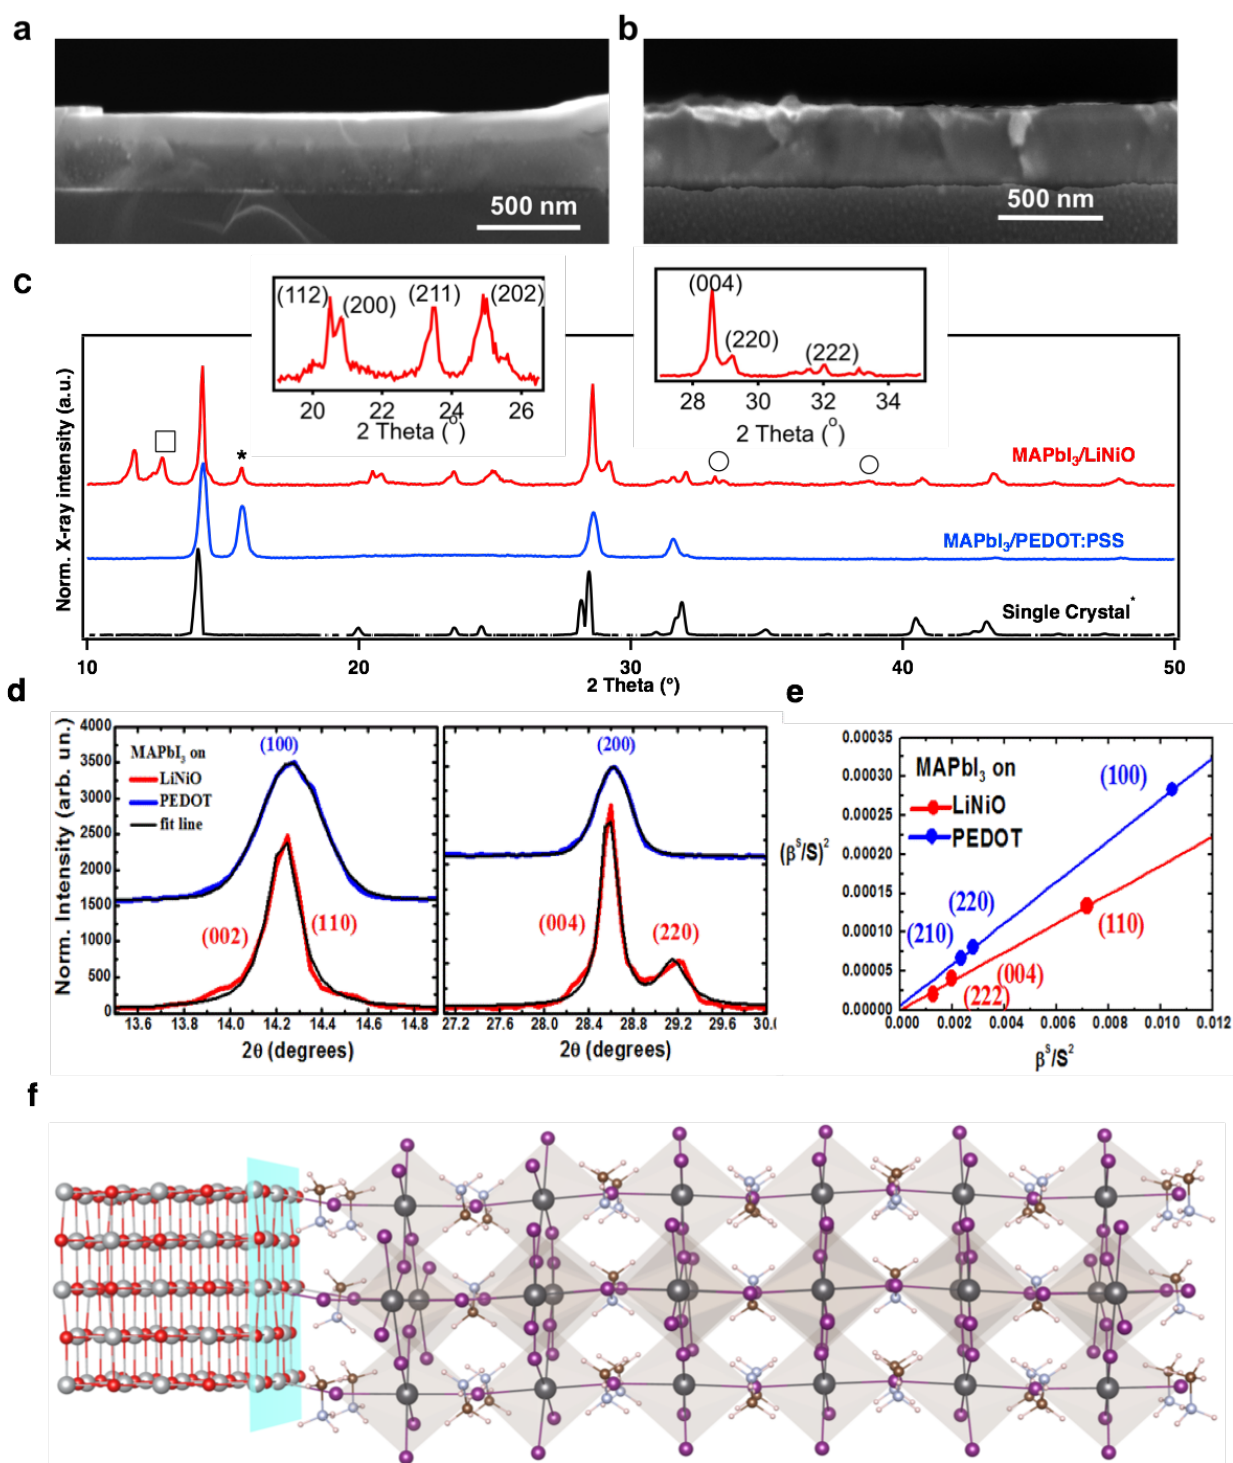 a
b
500 nm
500 nm
c
(112)
(200)
(211)
(202)
20 22 24 26
2 Theta (°)
(004)
(220)
(222)
28 30 32 34
2 Theta (°)
Norm. X-ray intensity (a.u.)
*
MAPbI₃/LiNiO
MAPbI₃/PEDOT:PSS
Single Crystal*
10 20 30 40 50
2 Theta (°)
d
Norm. Intensity (arb. un.)
4000
3500
3000
2500
2000
1500
1000
500
0
MAPbI₃ on
LiNiO
PEDOT
fit line
(100)
(002)
(110)
13.6 13.8 14.0 14.2 14.4 14.6 14.8
2θ (degrees)
(200)
(004)
(220)
27.2 27.6 28.0 28.4 28.8 29.2 29.6 30.0
2θ (degrees)
e
(βˢ/S)²
0.00035
0.00030
0.00025
0.00020
0.00015
0.00010
0.00005
0.00000
MAPbI₃ on
LiNiO
PEDOT
(100)
(220)
(210)
(110)
(004)
(222)
0.000 0.002 0.004 0.006 0.008 0.010 0.012
βˢ/S²
f